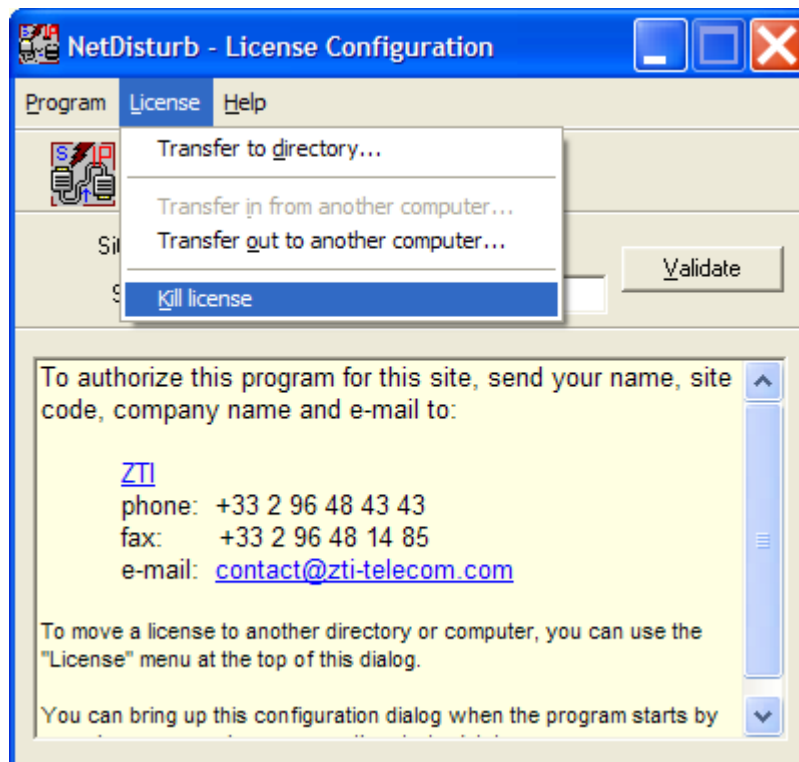 NetDisturb - License Configuration
Program License Help
Transfer to directory...
Transfer in from another computer...
Transfer out to another computer...
Kill license
Validate
To authorize this program for this site, send your name, site
code, company name and e-mail to:
ZTI
phone: +33 2 96 48 43 43
fax: +33 2 96 48 14 85
e-mail: contact@zti-telecom.com
To move a license to another directory or computer, you can use the
"License" menu at the top of this dialog.
You can bring up this configuration dialog when the program starts by